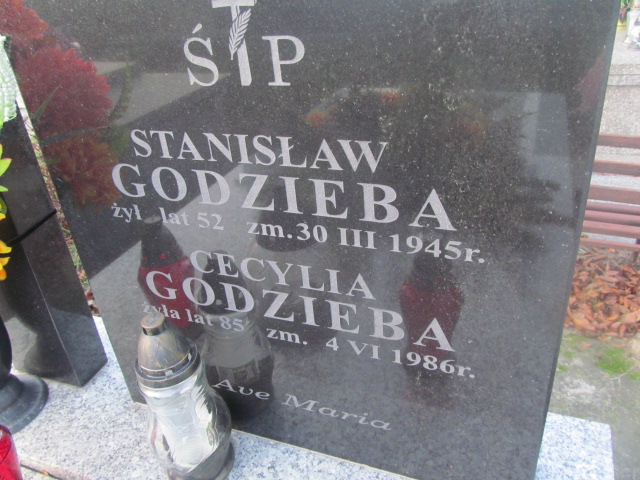 Ś P
STANISŁAW
GODZIEBA
żył lat 52 zm. 30 III 1945r.
CECYLIA
GODZIEBA
żyła lat 85 zm. 4 VI 1986r.
Ave Maria